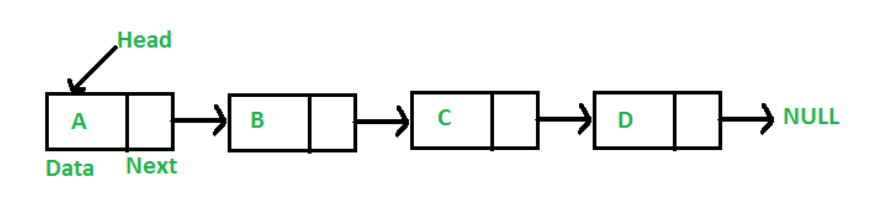 Head
A B C D NULL
Data Next